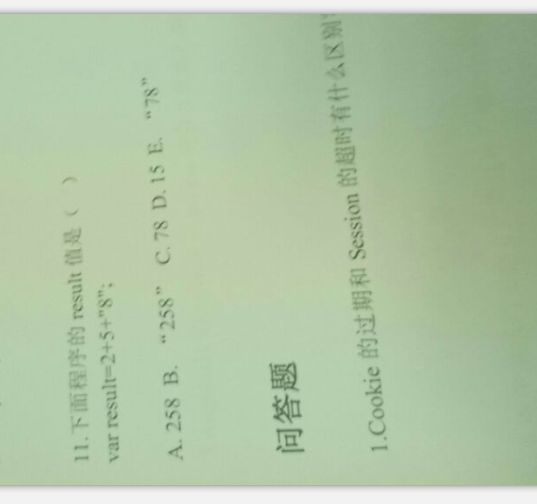 11.下面程序的 result 值是（ ）
var result=2+5+"8";
A. 258 B. “258” C. 78 D. 15 E. “78”
问答题
1.Cookie 的过期和 Session 的超时有什么区别?